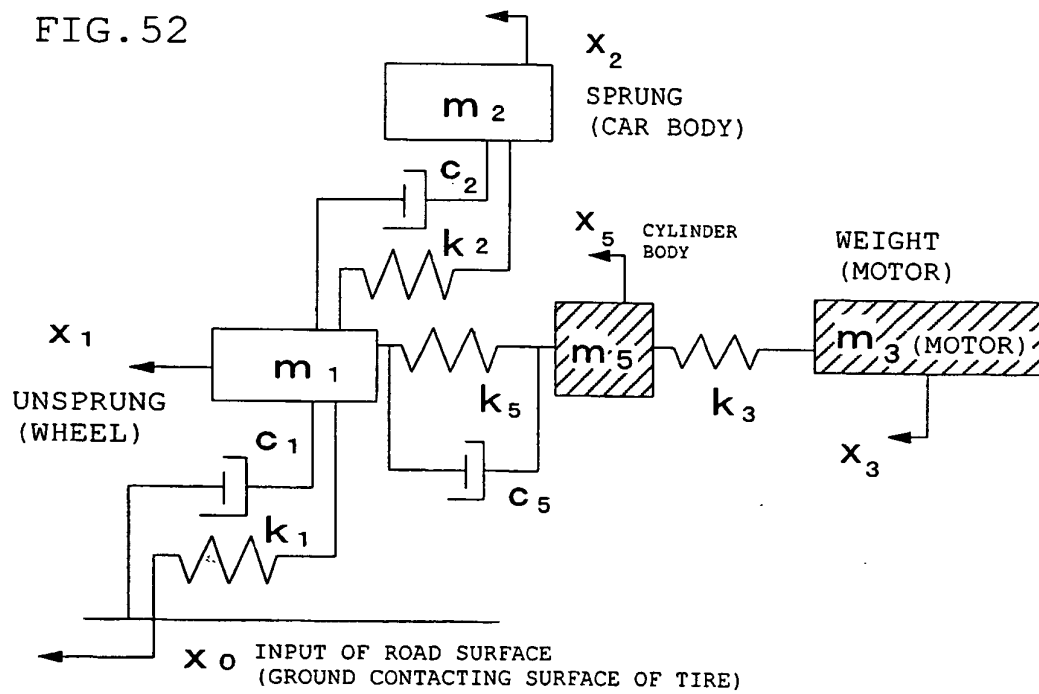 FIG.52
x2
m2
SPRUNG
(CAR BODY)
c2
k2
x5 CYLINDER
BODY
WEIGHT
(MOTOR)
x1
m1
m5
m3 (MOTOR)
k5
k3
UNSPRUNG
(WHEEL)
c1
x3
c5
k1
x0 INPUT OF ROAD SURFACE
(GROUND CONTACTING SURFACE OF TIRE)